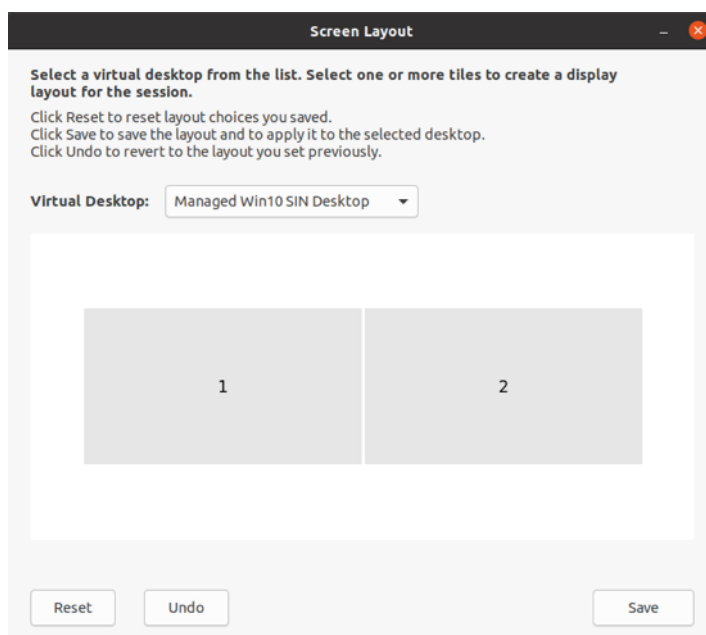 Screen Layout
Select a virtual desktop from the list. Select one or more tiles to create a display
layout for the session.
Click Reset to reset layout choices you saved.
Click Save to save the layout and to apply it to the selected desktop.
Click Undo to revert to the layout you set previously.
Virtual Desktop: Managed Win10 SIN Desktop
1 2
Reset Undo Save